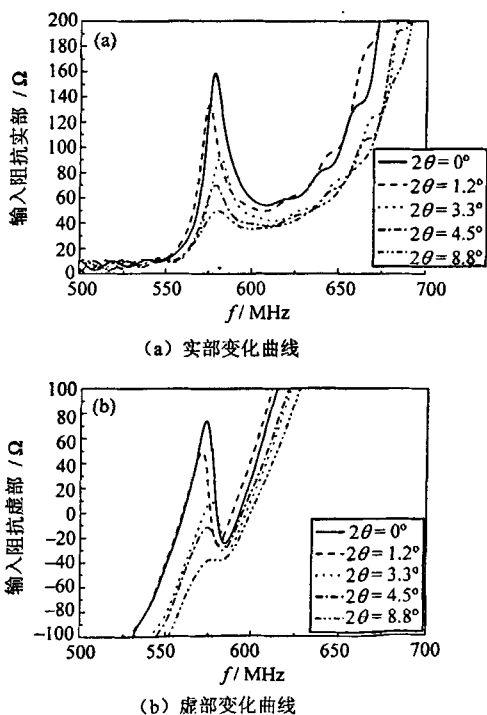 (a)
输入阻抗实部 / Ω
200
180
160
140
120
100
80
60
40
20
0
500
550
600
650
700
f/ MHz
2θ= 0°
2θ= 1.2°
2θ= 3.3°
2θ= 4.5°
2θ= 8.8°
(a) 实部变化曲线
(b)
输入阻抗虚部 / Ω
100
80
60
40
20
0
−20
−40
−60
−80
−100
500
550
600
650
700
f/ MHz
2θ= 0°
2θ= 1.2°
2θ= 3.3°
2θ= 4.5°
2θ= 8.8°
(b) 虚部变化曲线